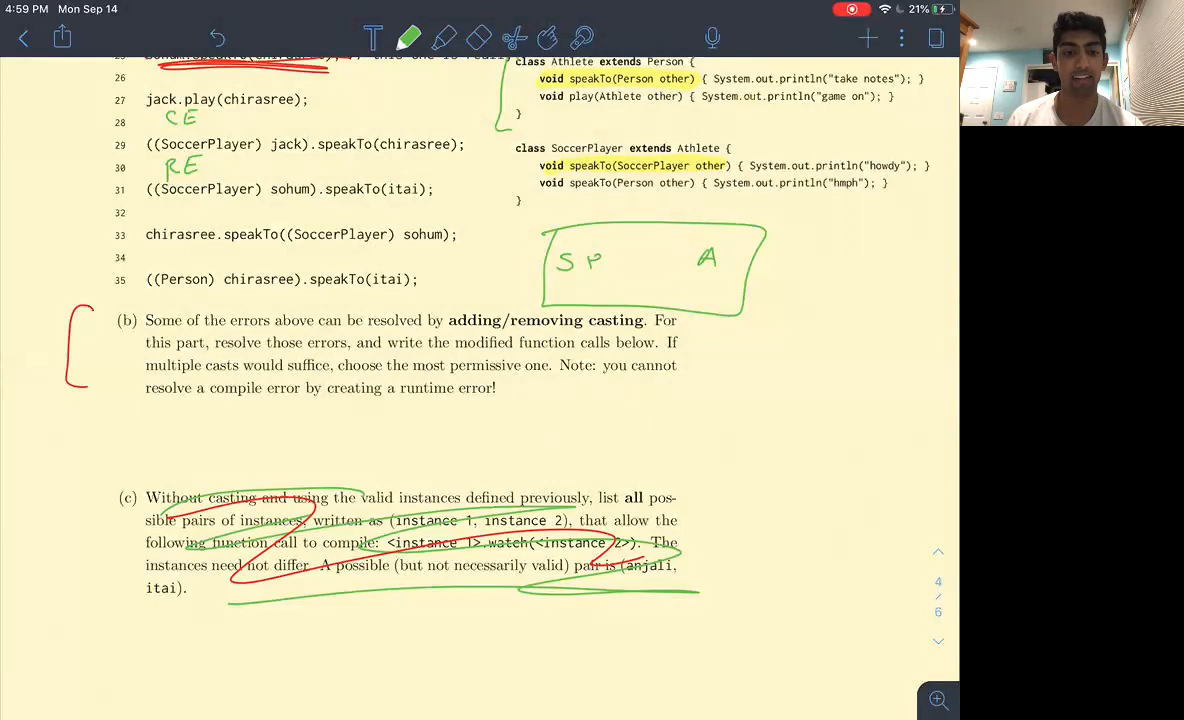 4:59 PM Mon Sep 14
21%
26
27 jack.play(chirasree);
CE
28
29 ((SoccerPlayer) jack).speakTo(chirasree);
30
RE
31 ((SoccerPlayer) sohum).speakTo(itai);
32
33 chirasree.speakTo((SoccerPlayer) sohum);
34
35 ((Person) chirasree).speakTo(itai);
class Athlete extends Person {
void speakTo(Person other) { System.out.println("take notes"); }
void play(Athlete other) { System.out.println("game on"); }
}
class SoccerPlayer extends Athlete {
void speakTo(SoccerPlayer other) { System.out.println("howdy"); }
void speakTo(Person other) { System.out.println("hmph"); }
}
SP A
(b) Some of the errors above can be resolved by adding/removing casting. For
this part, resolve those errors, and write the modified function calls below. If
multiple casts would suffice, choose the most permissive one. Note: you cannot
resolve a compile error by creating a runtime error!
(c) Without casting and using the valid instances defined previously, list all pos-
sible pairs of instances, written as (instance 1, instance 2), that allow the
following function call to compile: <instance 1>.watch(<instance 2>). The
instances need not differ. A possible (but not necessarily valid) pair is (anjali,
itai).
4
/
6